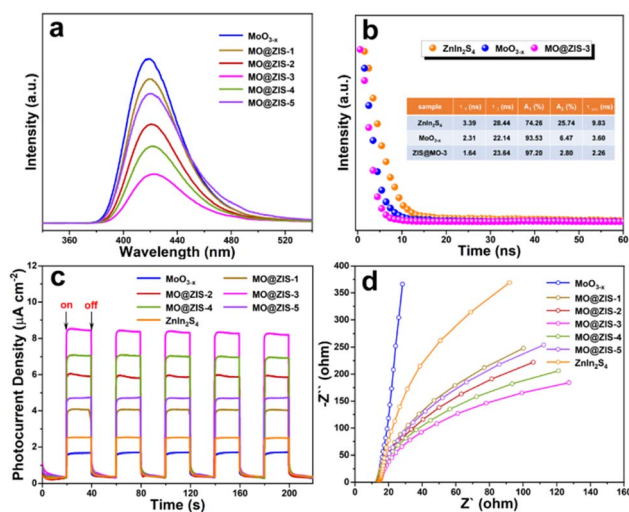 a
MoO3-x
MO@ZIS-1
MO@ZIS-2
MO@ZIS-3
MO@ZIS-4
MO@ZIS-5
Intensity (a.u.)
360 400 440 480 520
Wavelength (nm)
b
ZnIn2S4 MoO3-x MO@ZIS-3
sample (ns) (ns) A1 (%) A2 (%) (ns)
ZnIn2S4 3.39 28.44 74.26 25.74 9.83
MoO3-x 2.31 22.14 93.53 6.47 3.60
ZIS@MO-3 1.64 23.64 97.20 2.80 2.26
Intensity (a.u.)
0 10 20 30 40 50 60
Time (ns)
c
MoO3-x MO@ZIS-1
MO@ZIS-2 MO@ZIS-3
MO@ZIS-4 MO@ZIS-5
ZnIn2S4
on off
Photocurrent Density (μA cm-2)
14
12
10
8
6
4
2
0
0 40 80 120 160 200
Time (s)
d
MoO3-x
MO@ZIS-1
MO@ZIS-2
MO@ZIS-3
MO@ZIS-4
MO@ZIS-5
ZnIn2S4
-Z`` (ohm)
400
350
300
250
200
150
100
50
0
0 20 40 60 80 100 120 140
Z` (ohm)